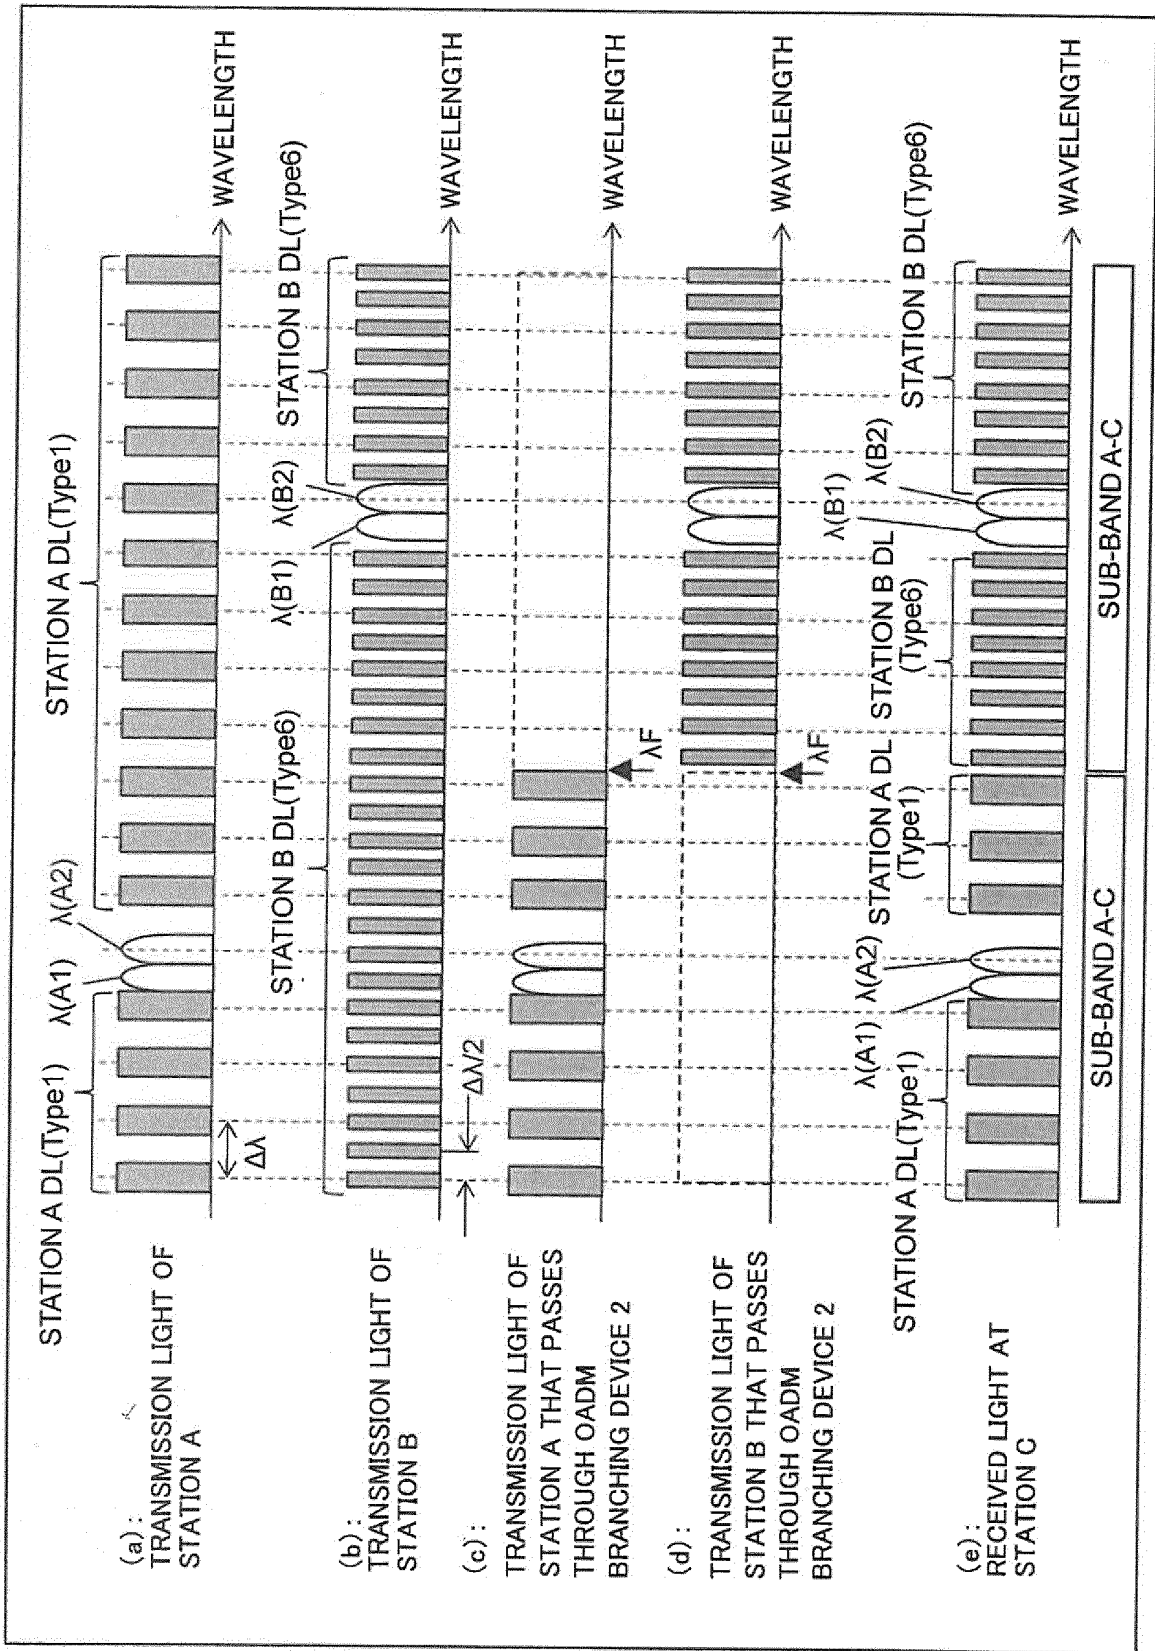 (a):
TRANSMISSION LIGHT OF
STATION A
STATION A DL(Type1)
λ(A1)
λ(A2)
STATION A DL(Type1)
Δλ
WAVELENGTH
(b):
TRANSMISSION LIGHT OF
STATION B
STATION B DL(Type6)
λ(B1)
λ(B2)
STATION B DL(Type6)
Δλ/2
WAVELENGTH
(c):
TRANSMISSION LIGHT OF
STATION A THAT PASSES
THROUGH OADM
BRANCHING DEVICE 2
λF
WAVELENGTH
(d):
TRANSMISSION LIGHT OF
STATION B THAT PASSES
THROUGH OADM
BRANCHING DEVICE 2
λF
WAVELENGTH
(e):
RECEIVED LIGHT AT
STATION C
STATION A DL(Type1)
λ(A1)
λ(A2)
STATION A DL
(Type1)
STATION B DL
(Type6)
λ(B1)
λ(B2)
STATION B DL(Type6)
WAVELENGTH
SUB-BAND A-C
SUB-BAND A-C